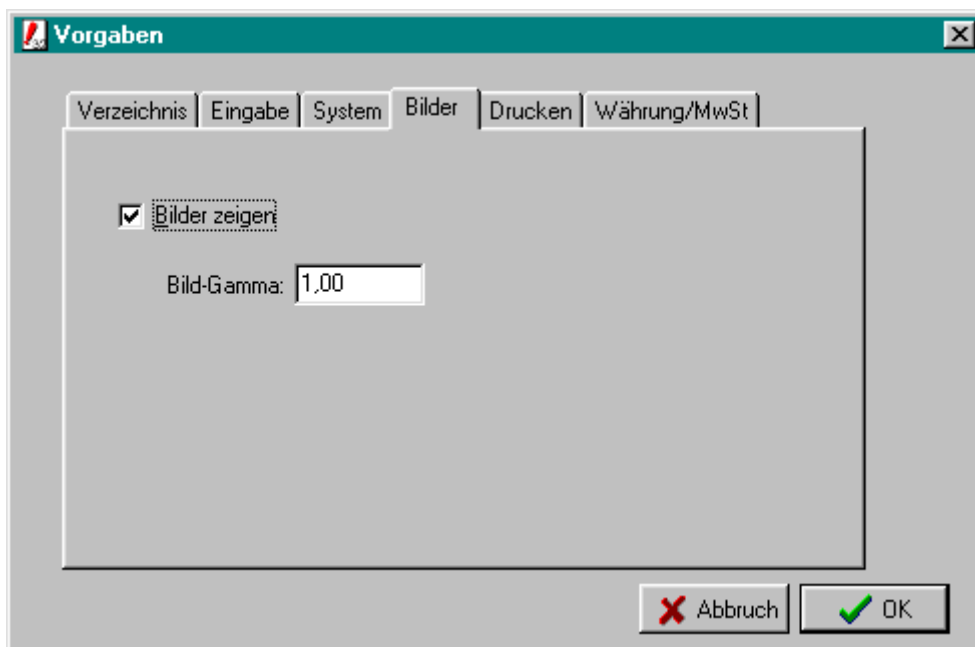 Vorgaben
Verzeichnis Eingabe System Bilder Drucken Währung/MwSt
Bilder zeigen
Bild-Gamma: 1,00
Abbruch OK